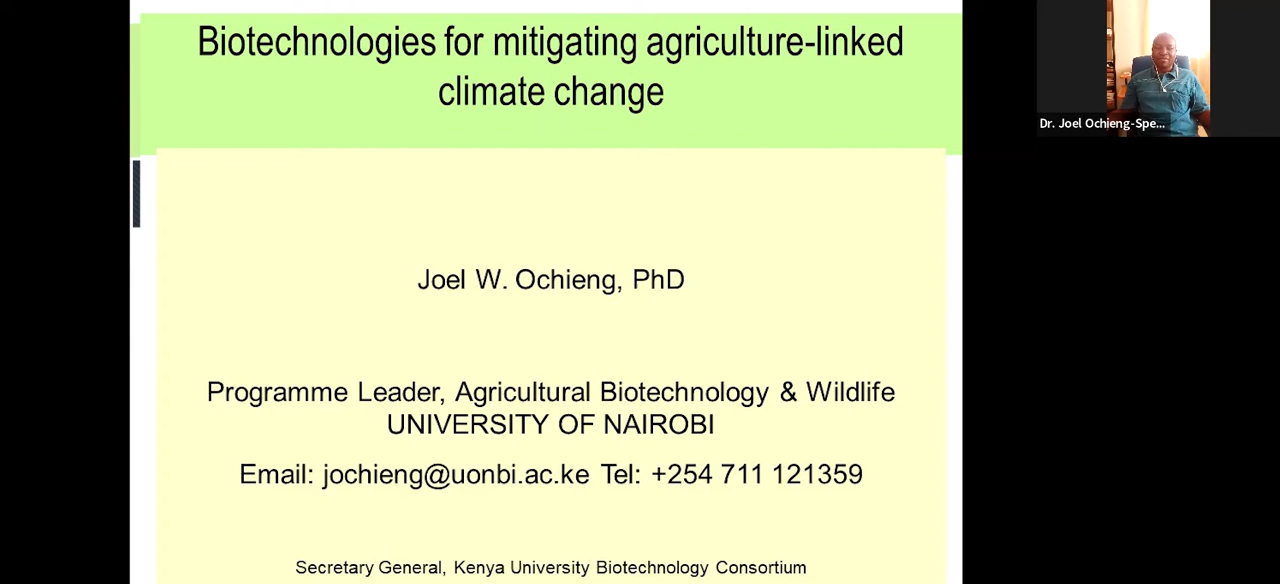 Biotechnologies for mitigating agriculture-linked
climate change
Dr. Joel Ochieng-Spe...
Joel W. Ochieng, PhD
Programme Leader, Agricultural Biotechnology & Wildlife
UNIVERSITY OF NAIROBI
Email: jochieng@uonbi.ac.ke Tel: +254 711 121359
Secretary General, Kenya University Biotechnology Consortium